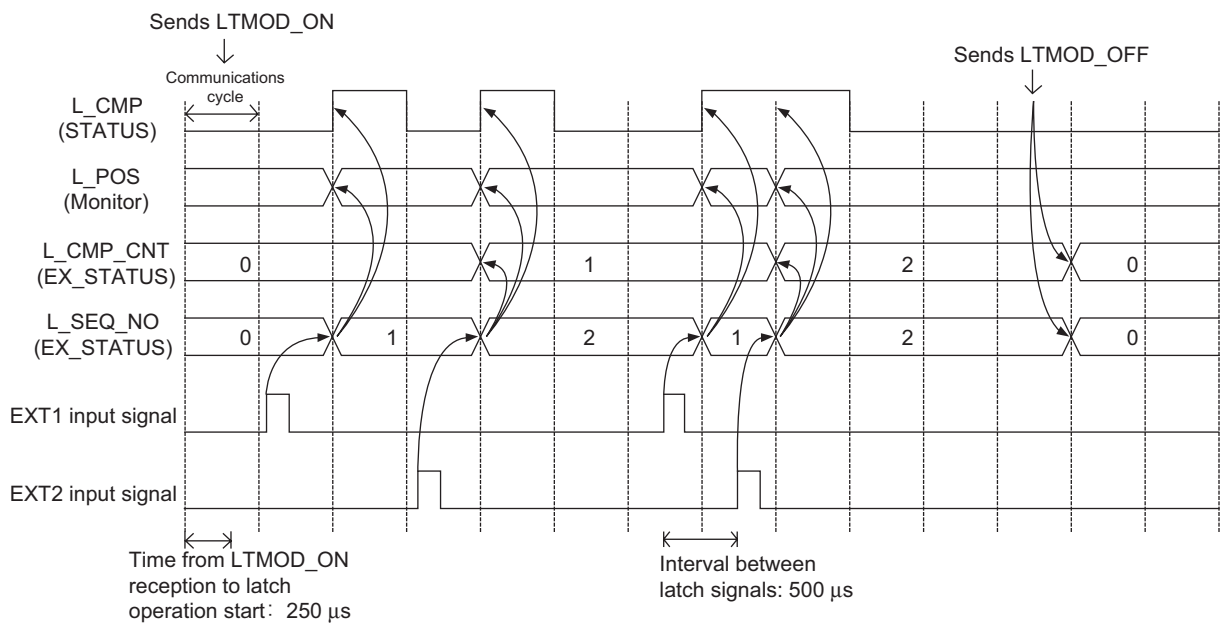 Sends LTMOD_ON
Sends LTMOD_OFF
Communications
cycle
L_CMP
(STATUS)
L_POS
(Monitor)
L_CMP_CNT
(EX_STATUS)
0
1
2
0
L_SEQ_NO
(EX_STATUS)
0
1
2
1
2
0
EXT1 input signal
EXT2 input signal
Time from LTMOD_ON
reception to latch
operation start: 250 μs
Interval between
latch signals: 500 μs